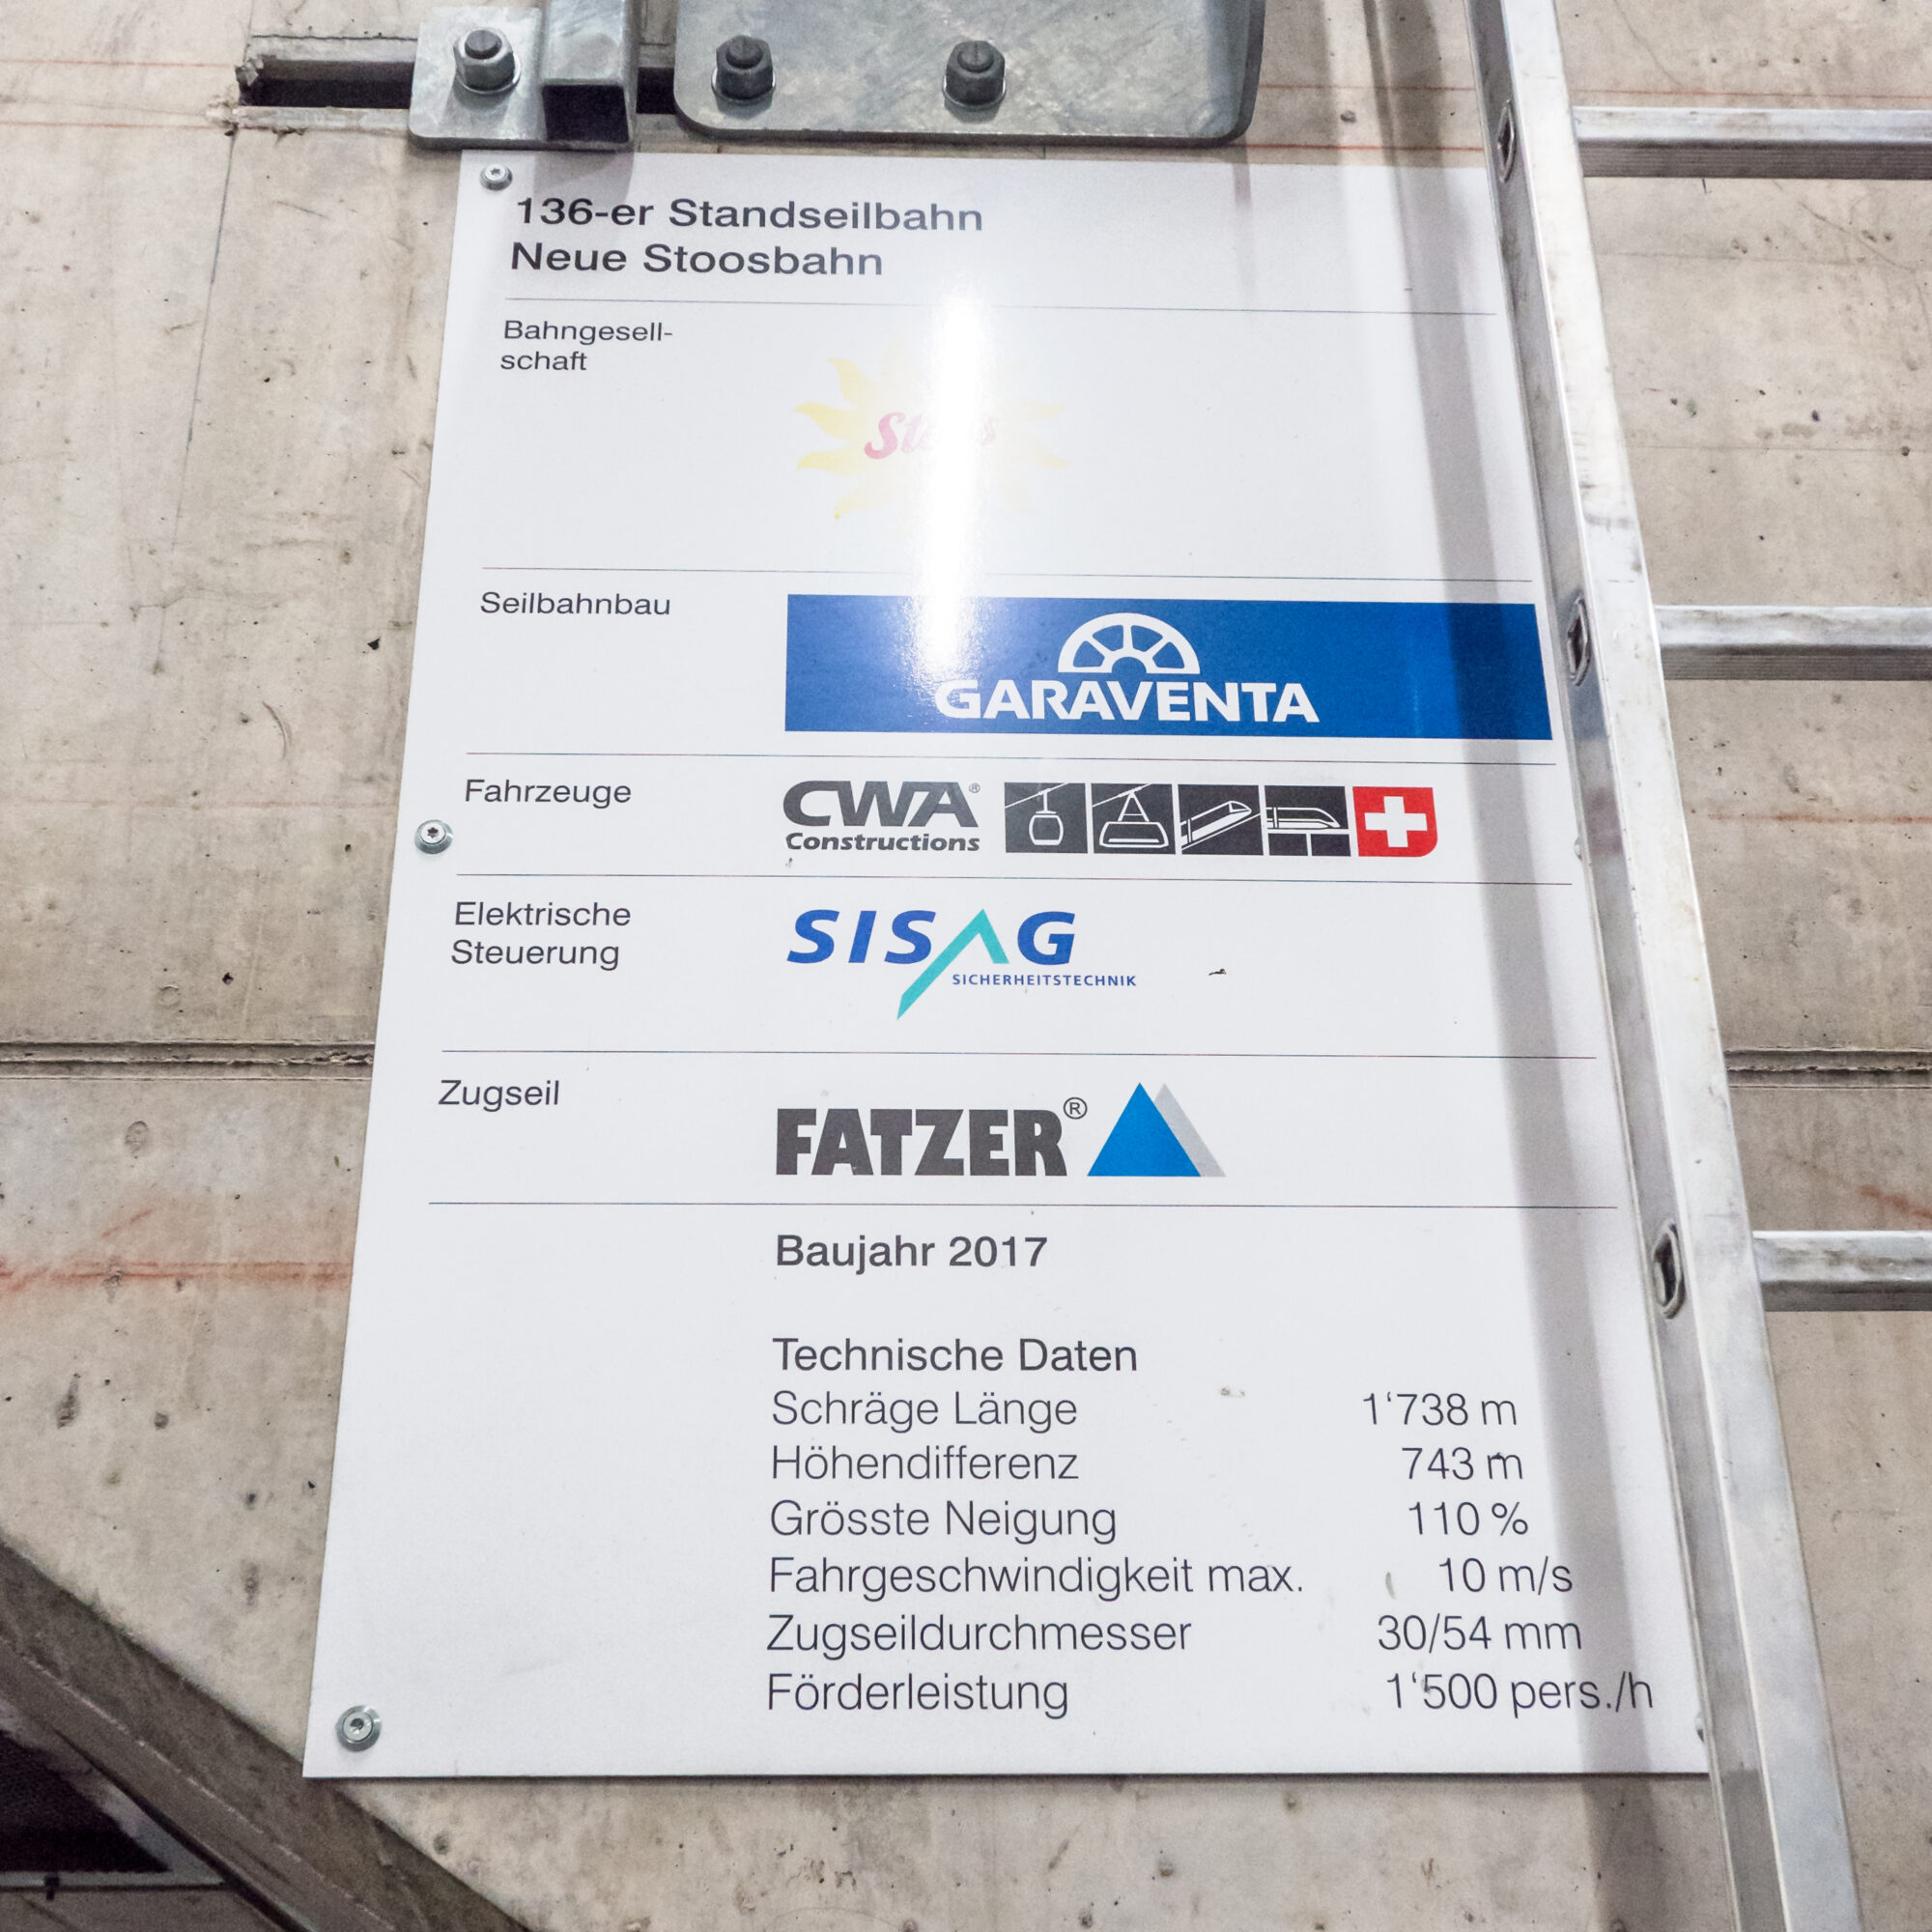 136-er Standseilbahn
Neue Stoosbahn
Bahngesell-
schaft
Stoos
Seilbahnbau
GARAVENTA
Fahrzeuge
CWA®
Constructions
Elektrische
Steuerung
SISAG
SICHERHEITSTECHNIK
Zugseil
FATZER®
Baujahr 2017
Technische Daten
Schräge Länge 1‘738 m
Höhendifferenz 743 m
Grösste Neigung 110 %
Fahrgeschwindigkeit max. 10 m/s
Zugseildurchmesser 30/54 mm
Förderleistung 1‘500 pers./h